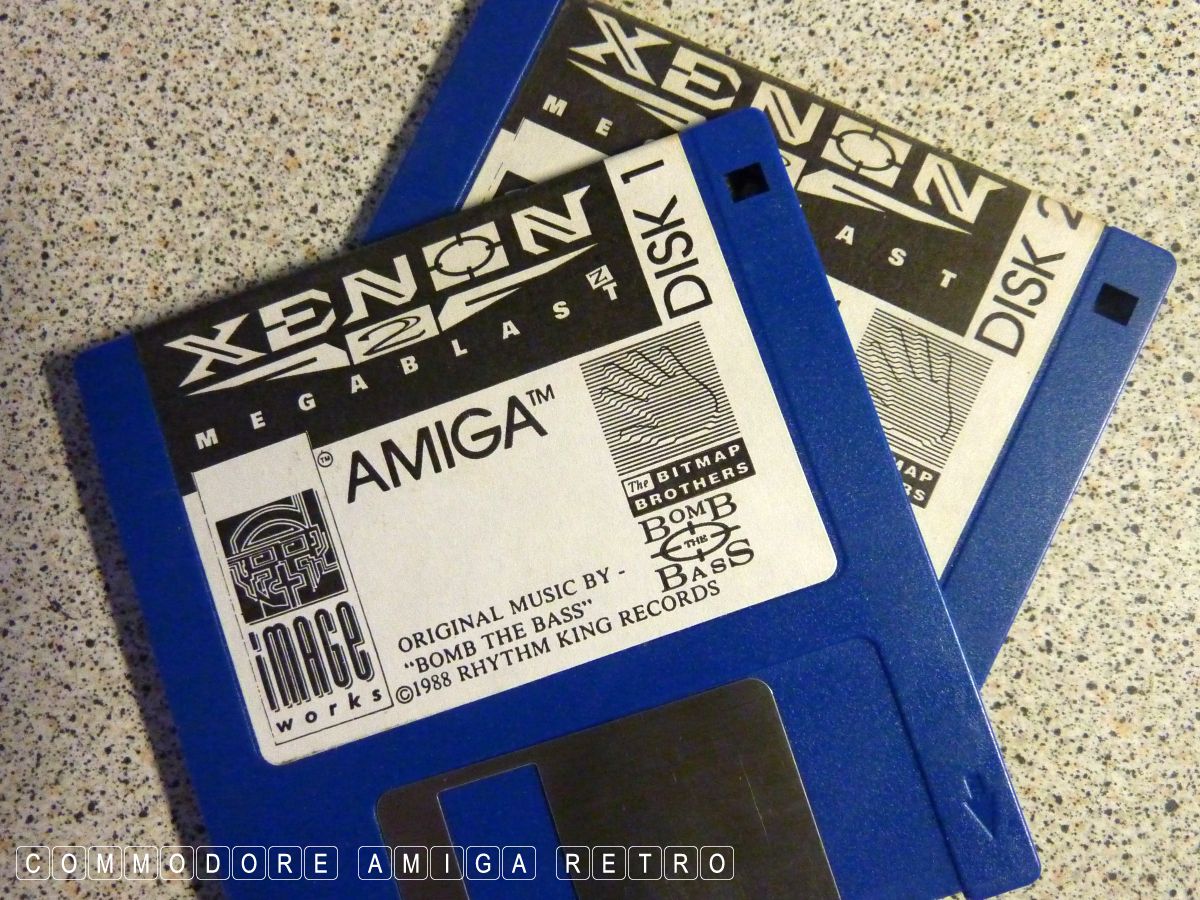 XENON
2
MEGABLAST
DISK 1
™
AMIGA™
The BITMAP
BROTHERS
BOMB
THE
BASS
IMAGE
works
ORIGINAL MUSIC BY -
"BOMB THE BASS"
©1988 RHYTHM KING RECORDS
XENON
DISK 2
COMMODORE AMIGA RETRO